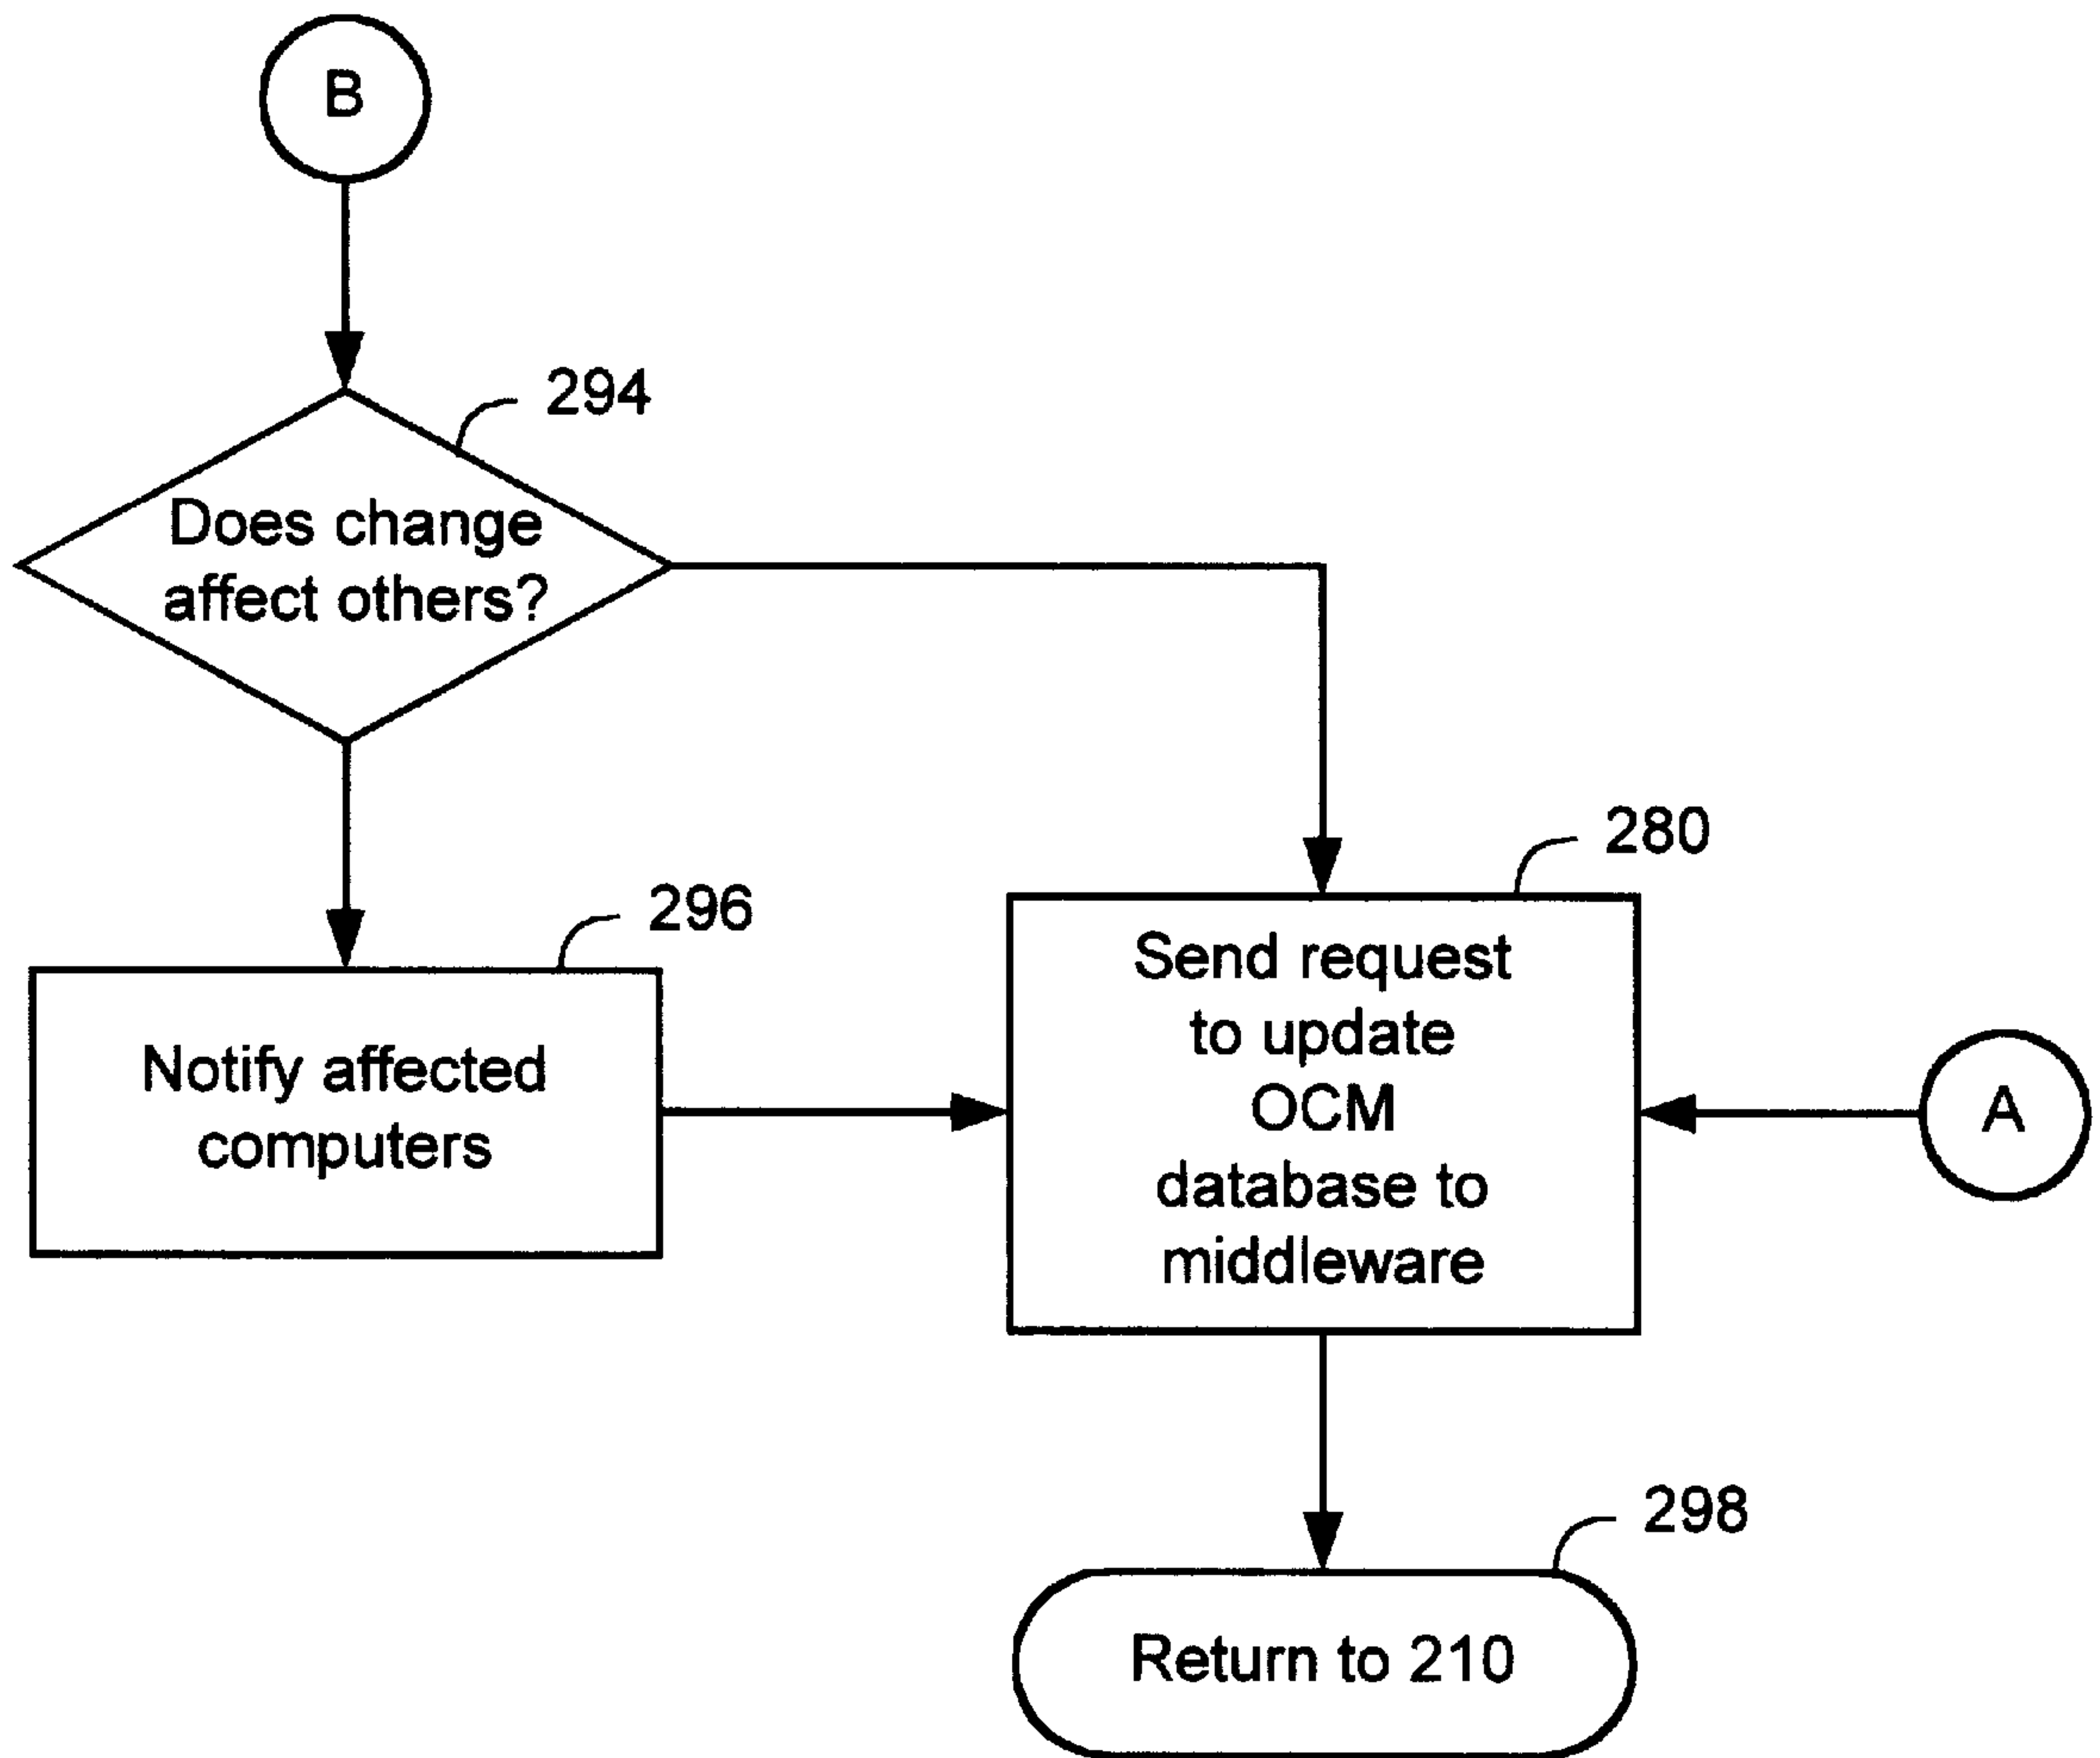 B
294
Does change
affect others?
280
296
Send request
to update
OCM
database to
middleware
Notify affected
computers
A
298
Return to 210